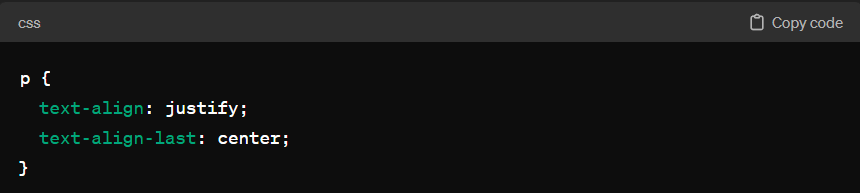 css
Copy code
p {
  text-align: justify;
  text-align-last: center;
}